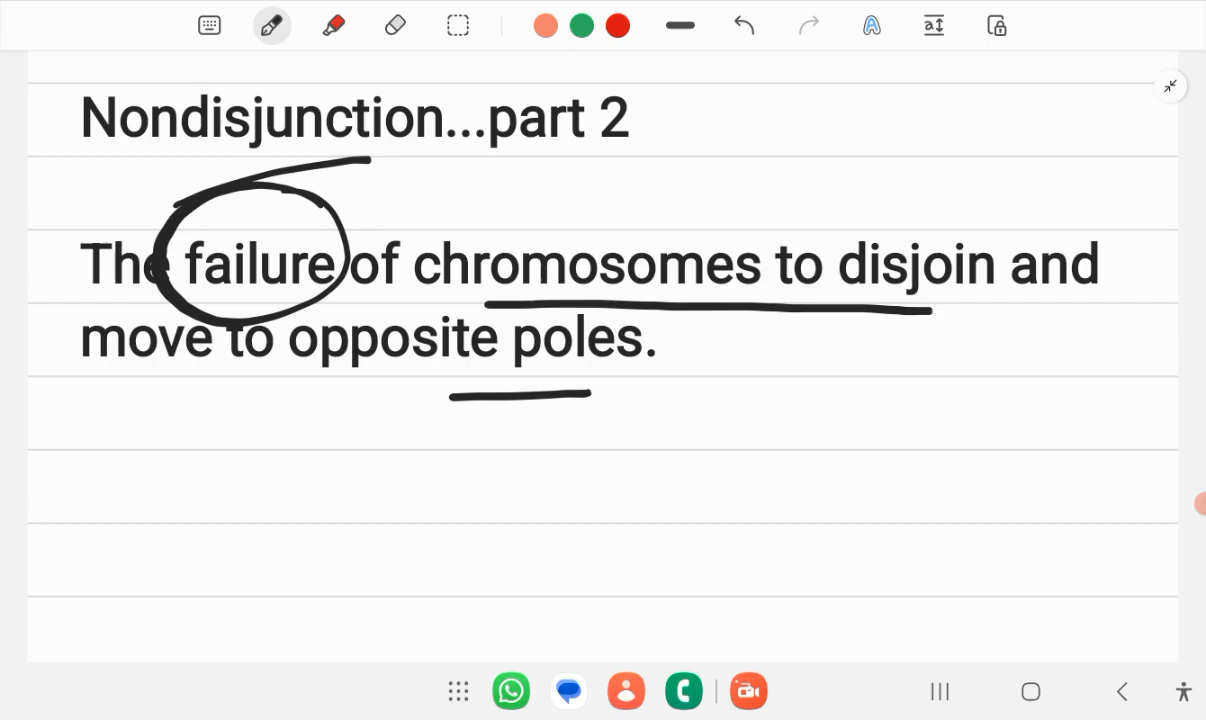 Nondisjunction...part 2
The failure of chromosomes to disjoin and
move to opposite poles.